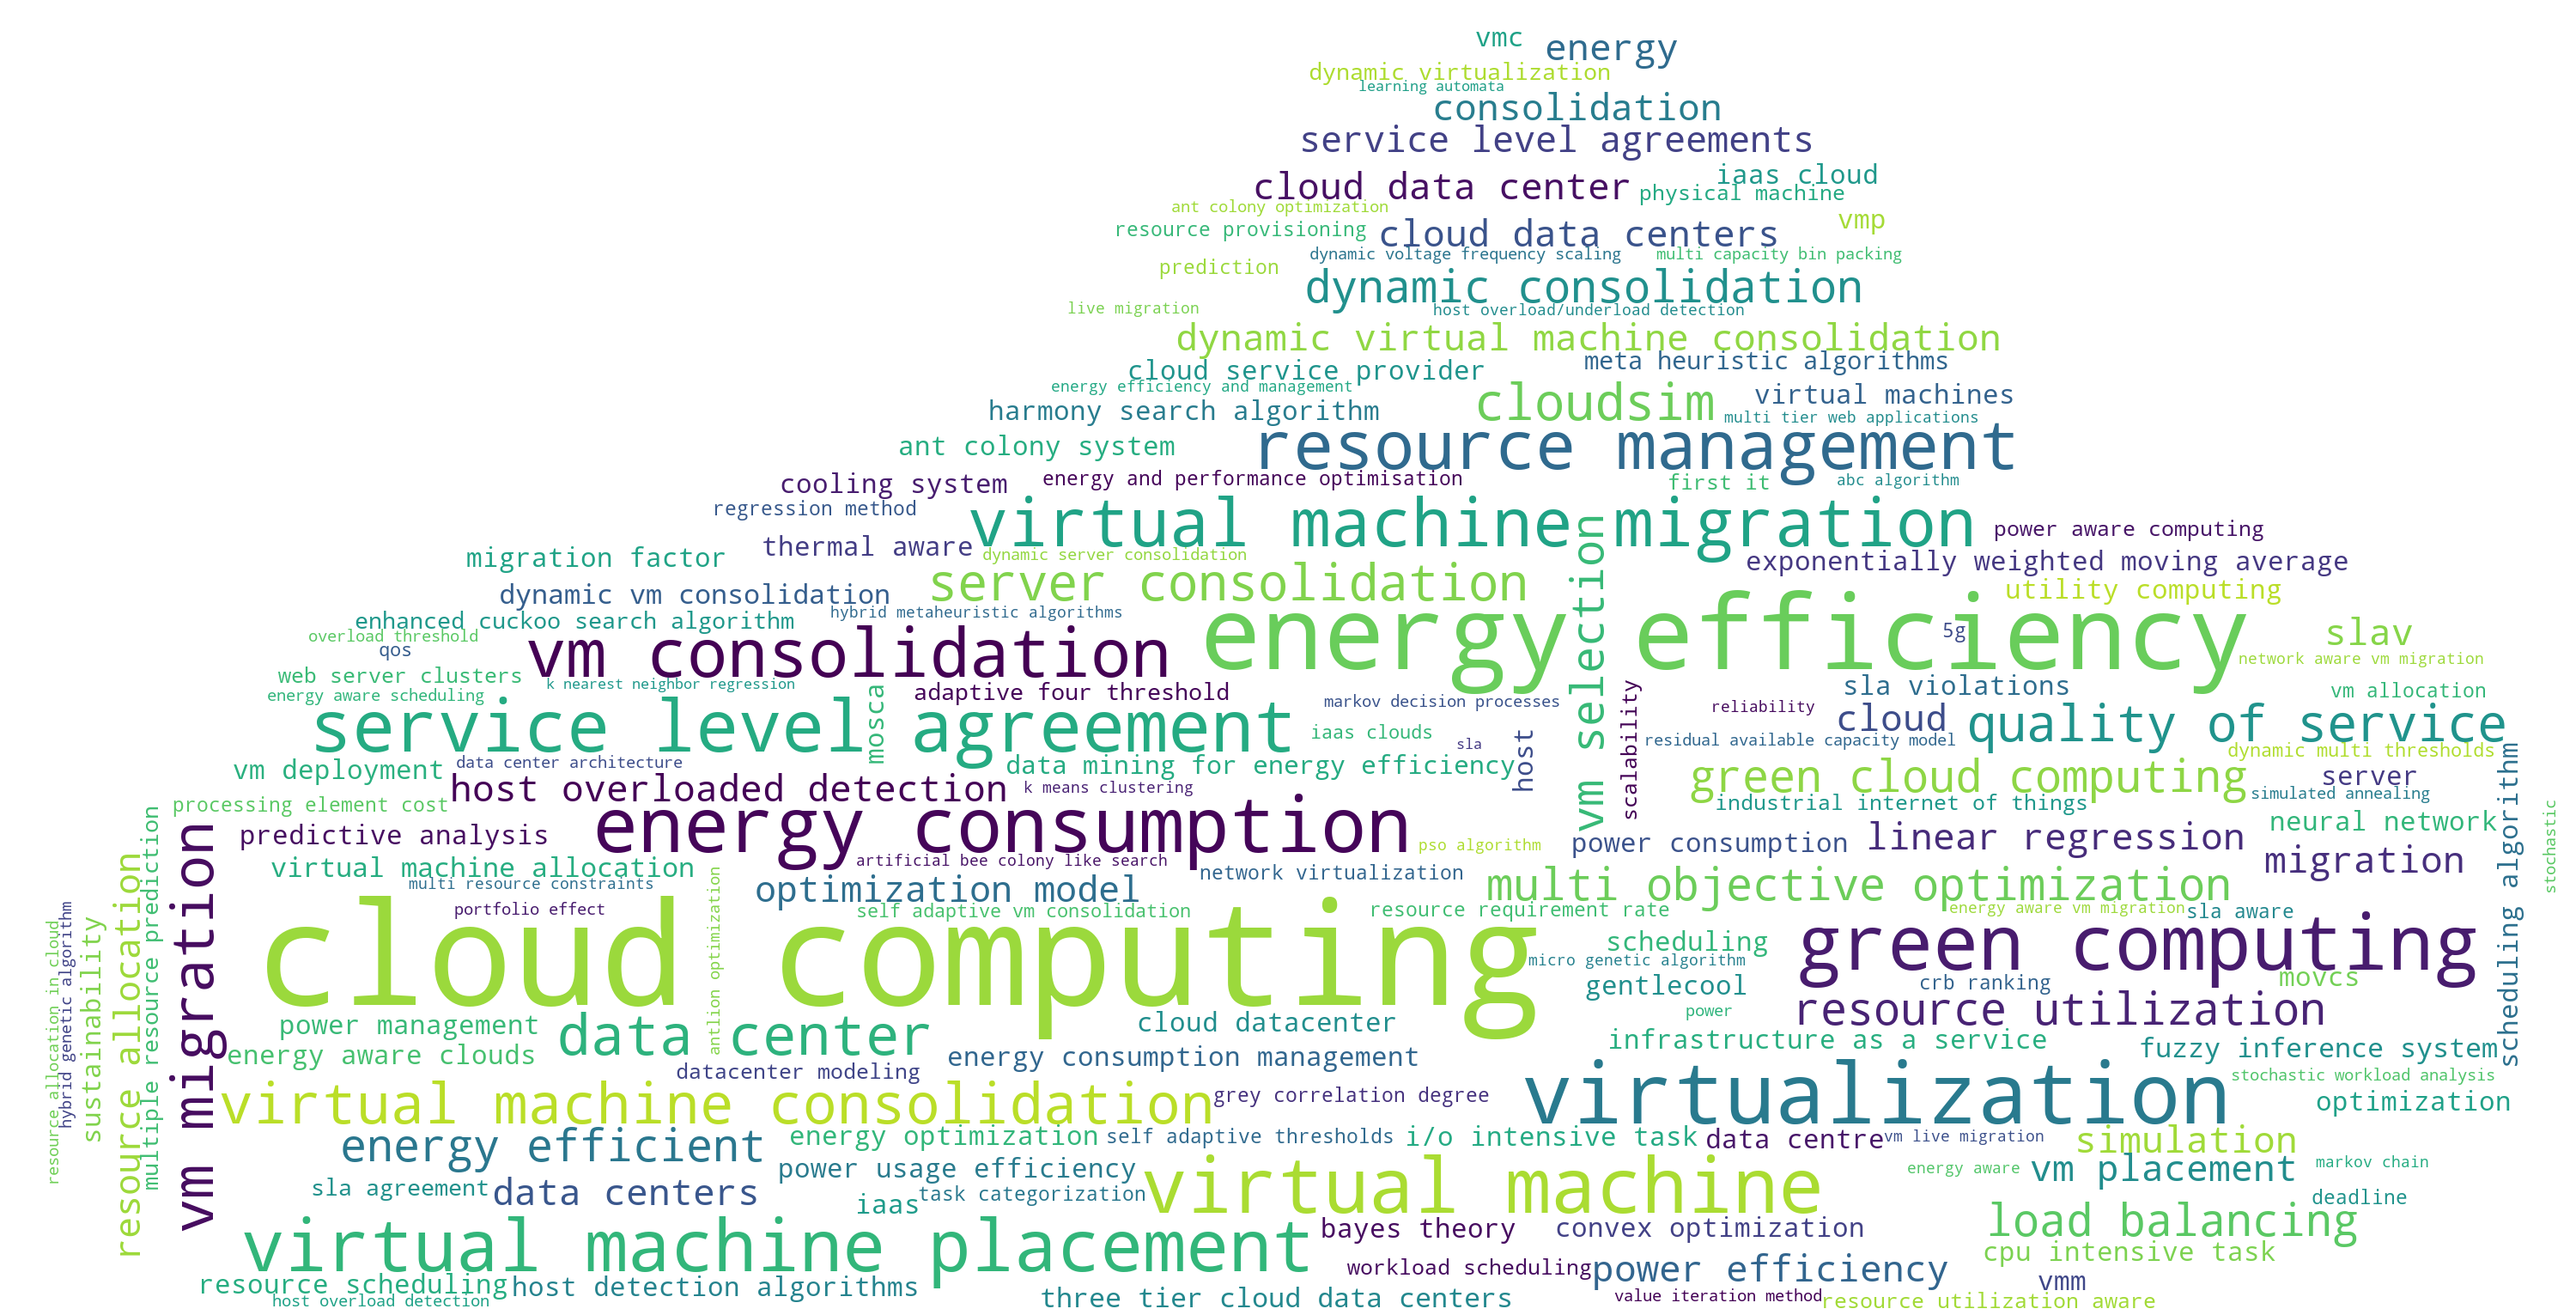 vmc
energy
dynamic virtualization
learning automata
consolidation
service level agreements
iaas cloud
cloud data center
physical machine
ant colony optimization
vmp
resource provisioning
cloud data centers
dynamic voltage frequency scaling
multi capacity bin packing
prediction
dynamic consolidation
live migration
host overload/underload detection
dynamic virtual machine consolidation
meta heuristic algorithms
cloud service provider
energy efficiency and management
cloudsim
virtual machines
harmony search algorithm
multi tier web applications
ant colony system
resource management
cooling system
energy and performance optimisation
first it
abc algorithm
regression method
virtual machine migration
power aware computing
thermal aware
migration factor
dynamic server consolidation
exponentially weighted moving average
server consolidation
vm selection
utility computing
dynamic vm consolidation
hybrid metaheuristic algorithms
enhanced cuckoo search algorithm
energy efficiency
5g
slav
overload threshold
qos
vm consolidation
network aware vm migration
web server clusters
k nearest neighbor regression
energy aware scheduling
mosca
adaptive four threshold
markov decision processes
scalability
sla violations
vm allocation
reliability
service level agreement
iaas clouds
sla
host
cloud
quality of service
residual available capacity model
dynamic multi thresholds
vm deployment
data center architecture
data mining for energy efficiency
green cloud computing
server
scheduling algorithm
host overloaded detection
k means clustering
simulated annealing
processing element cost
industrial internet of things
stochastic
multiple resource prediction
vm migration
predictive analysis
energy consumption
pso algorithm
power consumption
linear regression
neural network
virtual machine allocation
artificial bee colony like search
network virtualization
migration
multi resource constraints
optimization model
multi objective optimization
resource allocation
antlion optimization
portfolio effect
self adaptive vm consolidation
resource requirement rate
energy aware vm migration
sla aware
resource allocation in cloud
hybrid genetic algorithm
sustainability
cloud computing
scheduling
green computing
micro genetic algorithm
gentlecool
crb ranking
movcs
power management
data center
cloud datacenter
power
resource utilization
energy aware clouds
energy consumption management
infrastructure as a service
fuzzy inference system
datacenter modeling
virtual machine consolidation
grey correlation degree
virtualization
stochastic workload analysis
optimization
energy efficient
energy optimization
self adaptive thresholds
i/o intensive task
data centre
vm live migration
simulation
power usage efficiency
energy aware
vm placement
markov chain
sla agreement
data centers
iaas
task categorization
virtual machine
deadline
virtual machine placement
bayes theory
convex optimization
load balancing
cpu intensive task
workload scheduling
power efficiency
vmm
resource scheduling
host detection algorithms
host overload detection
three tier cloud data centers
value iteration method
resource utilization aware